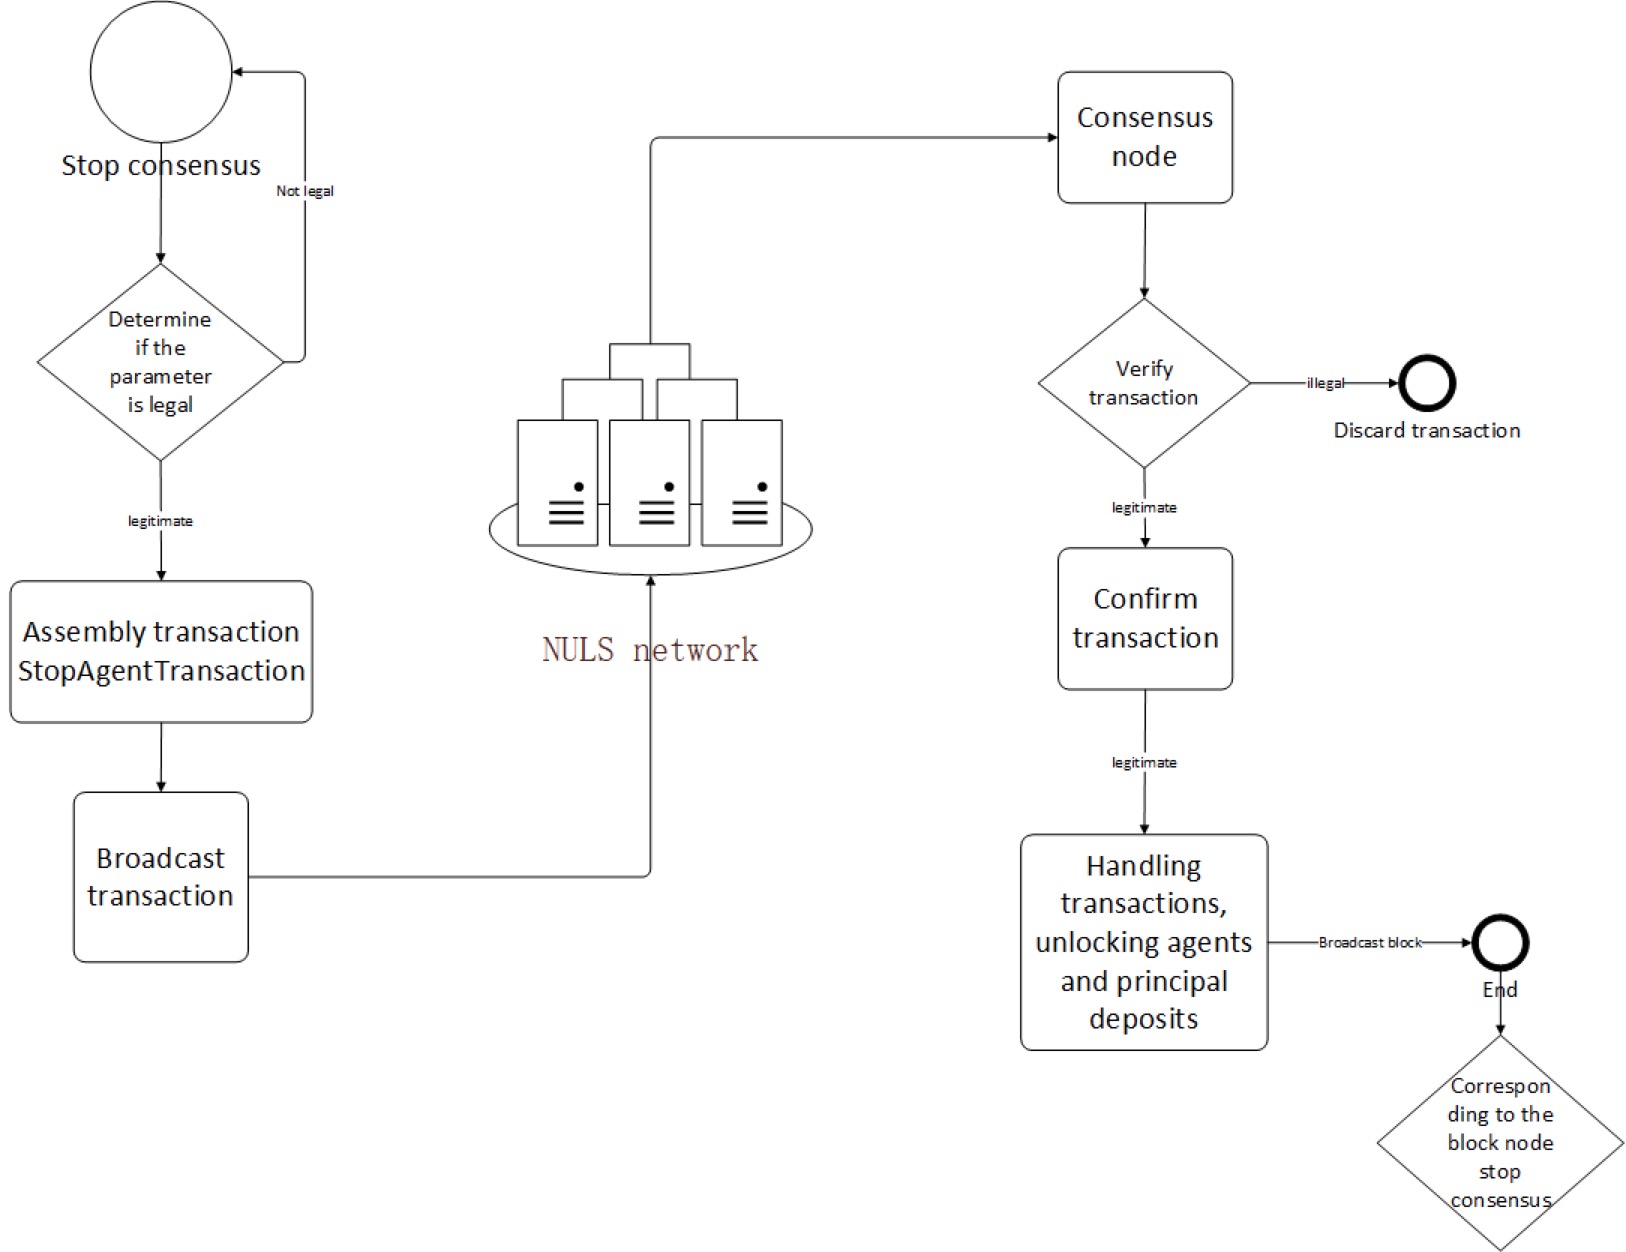 Stop consensus
Not legal
Determine
if the
parameter
is legal
legitimate
Assembly transaction
StopAgentTransaction
Broadcast
transaction
NULS network
Consensus
node
Verify
transaction
illegal
Discard transaction
legitimate
Confirm
transaction
legitimate
Handling
transactions,
unlocking agents
and principal
deposits
Broadcast block
End
Correspon
ding to the
block node
stop
consensus